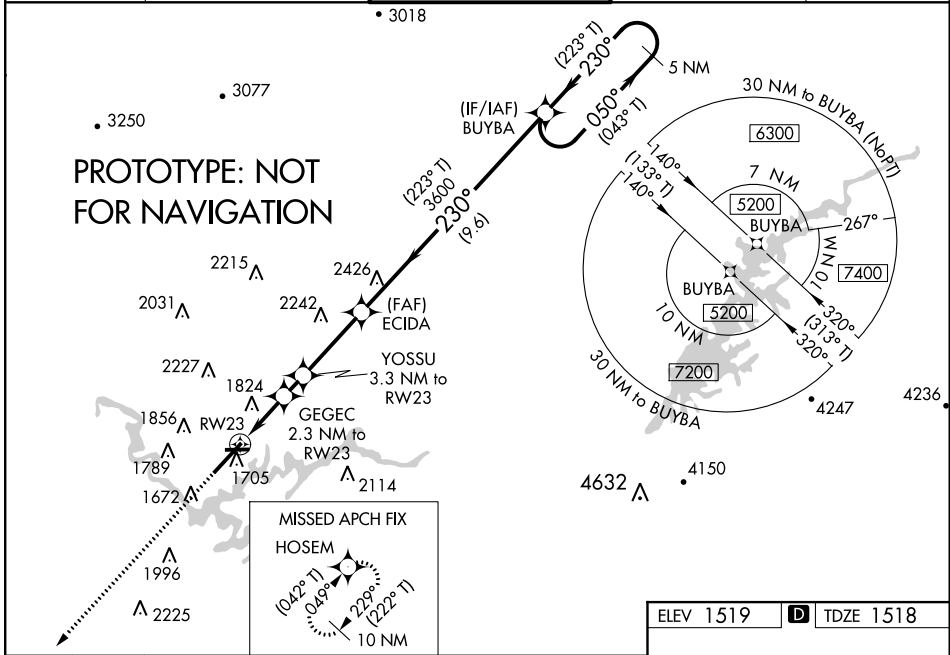 3018
3077
3250
PROTOTYPE: NOT
FOR NAVIGATION
(223° T)
230°
5 NM
050°
(043° T)
(IF/IAF)
BUYBA
(223° T)
3600
230°
(9.6)
30 NM to BUYBA (NoPT)
6300
140°
(133° T)
140°
7 NM
5200
BUYBA
267°
10 NM
7400
BUYBA
5200
10 NM
320°
(313° T)
320°
7200
30 NM to BUYBA
2215
2426
2031
2242
(FAF)
ECIDA
2227
YOSSU
3.3 NM to
RW23
1824
GEGEC
2.3 NM to
RW23
1856
RW23
1789
1705
1672
2114
4247
4236
4632
4150
1996
2225
MISSED APCH FIX
HOSEM
(042° T)
049°
229°
(222° T)
10 NM
ELEV 1519 D TDZE 1518